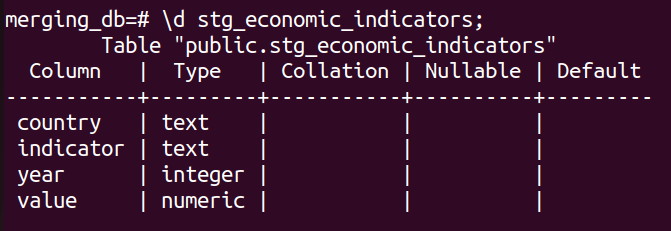 merging_db=# \d stg_economic_indicators;
        Table "public.stg_economic_indicators"
  Column   |  Type   | Collation | Nullable | Default
-----------+---------+-----------+----------+---------
 country   | text    |           |          |
 indicator | text    |           |          |
 year      | integer |           |          |
 value     | numeric |           |          |